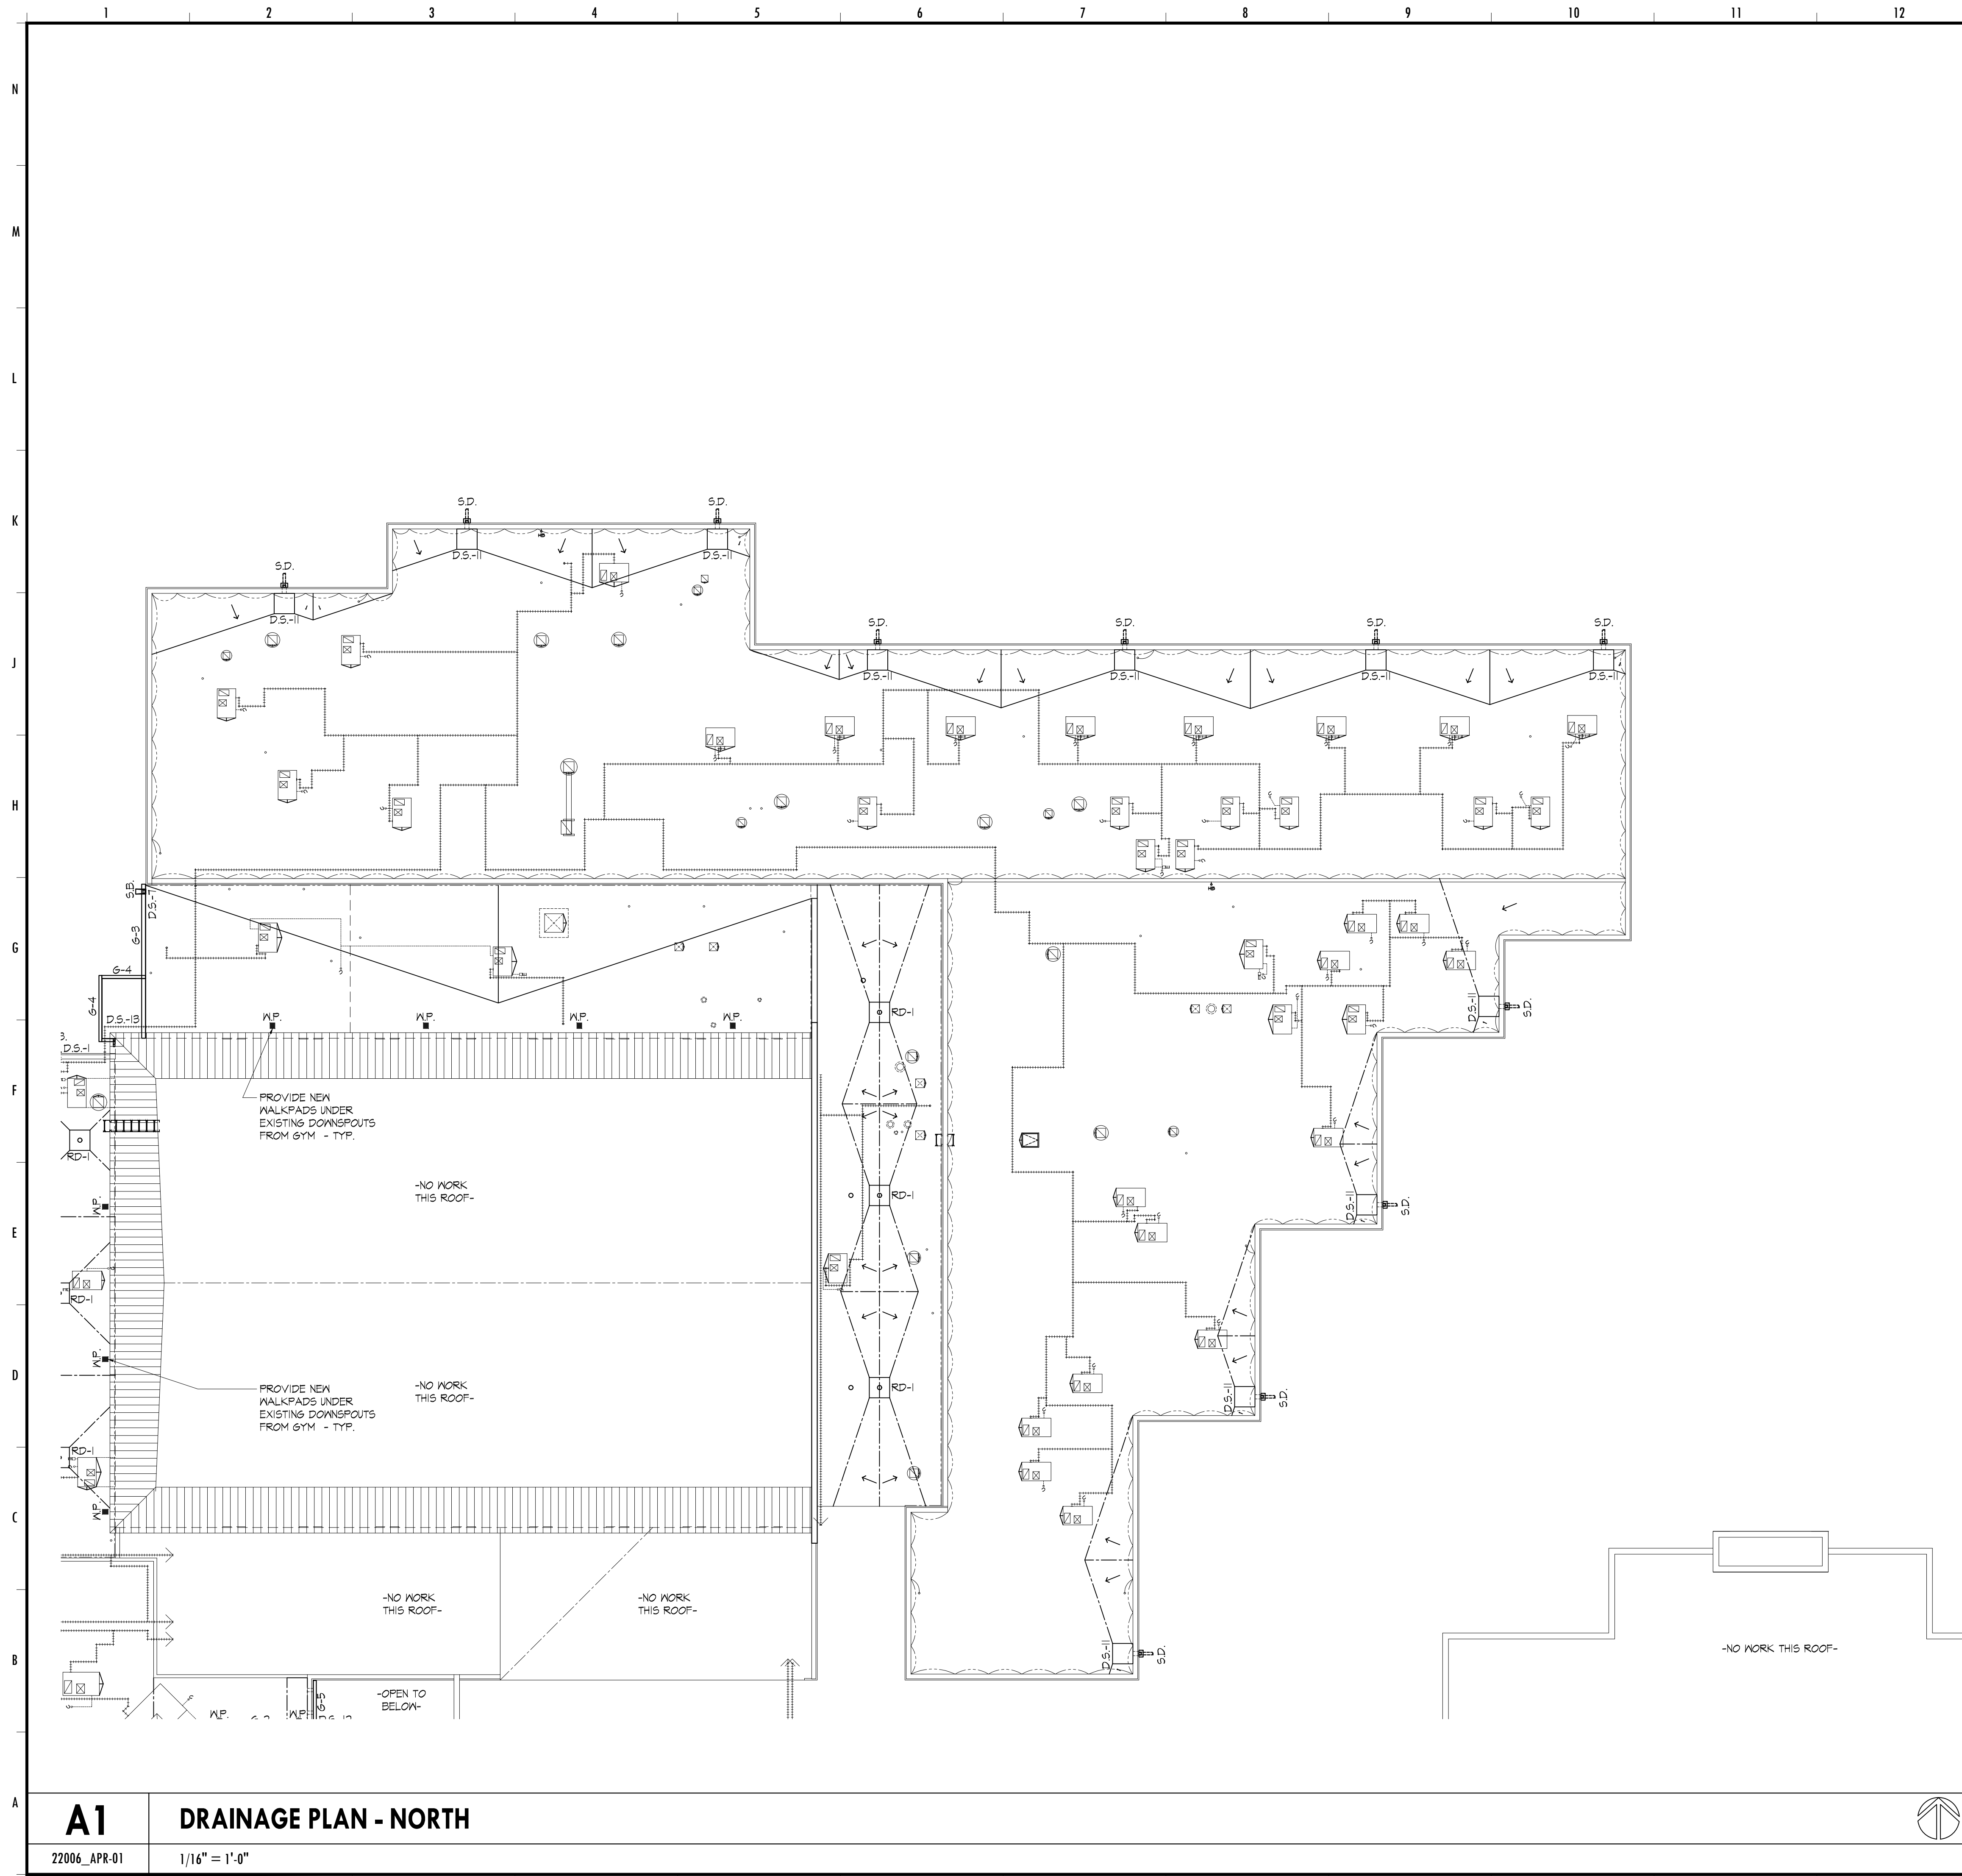 1 2 3 4 5 6 7 8 9 10 11 12
N
M
L
K
J
H
G
F
E
D
C
B
A
S.D. S.D.
D.S.-11 D.S.-11
S.D.
D.S.-11
S.D. S.D. S.D. S.D.
D.S.-11 D.S.-11 D.S.-11 D.S.-11
S.B.
D.S.-7
G-3
G-4
G-4
D.S.-13
D.S.-1
W.P. W.P. W.P. W.P.
RD-1
D.S.-11
S.D.
PROVIDE NEW
WALKPADS UNDER
EXISTING DOWNSPOUTS
FROM GYM - TYP.
RD-1
-NO WORK
THIS ROOF-
W.P.
RD-1
D.S.-11
S.D.
RD-1
W.P.
-NO WORK
THIS ROOF-
PROVIDE NEW
WALKPADS UNDER
EXISTING DOWNSPOUTS
FROM GYM - TYP.
RD-1
D.S.-11
S.D.
RD-1
W.P.
-NO WORK
THIS ROOF-
-NO WORK
THIS ROOF-
D.S.-11
S.D.
-NO WORK THIS ROOF-
-OPEN TO
BELOW-
G-5
W.P. W.P.
A1
DRAINAGE PLAN - NORTH
22006_APR-01
1/16" = 1'-0"